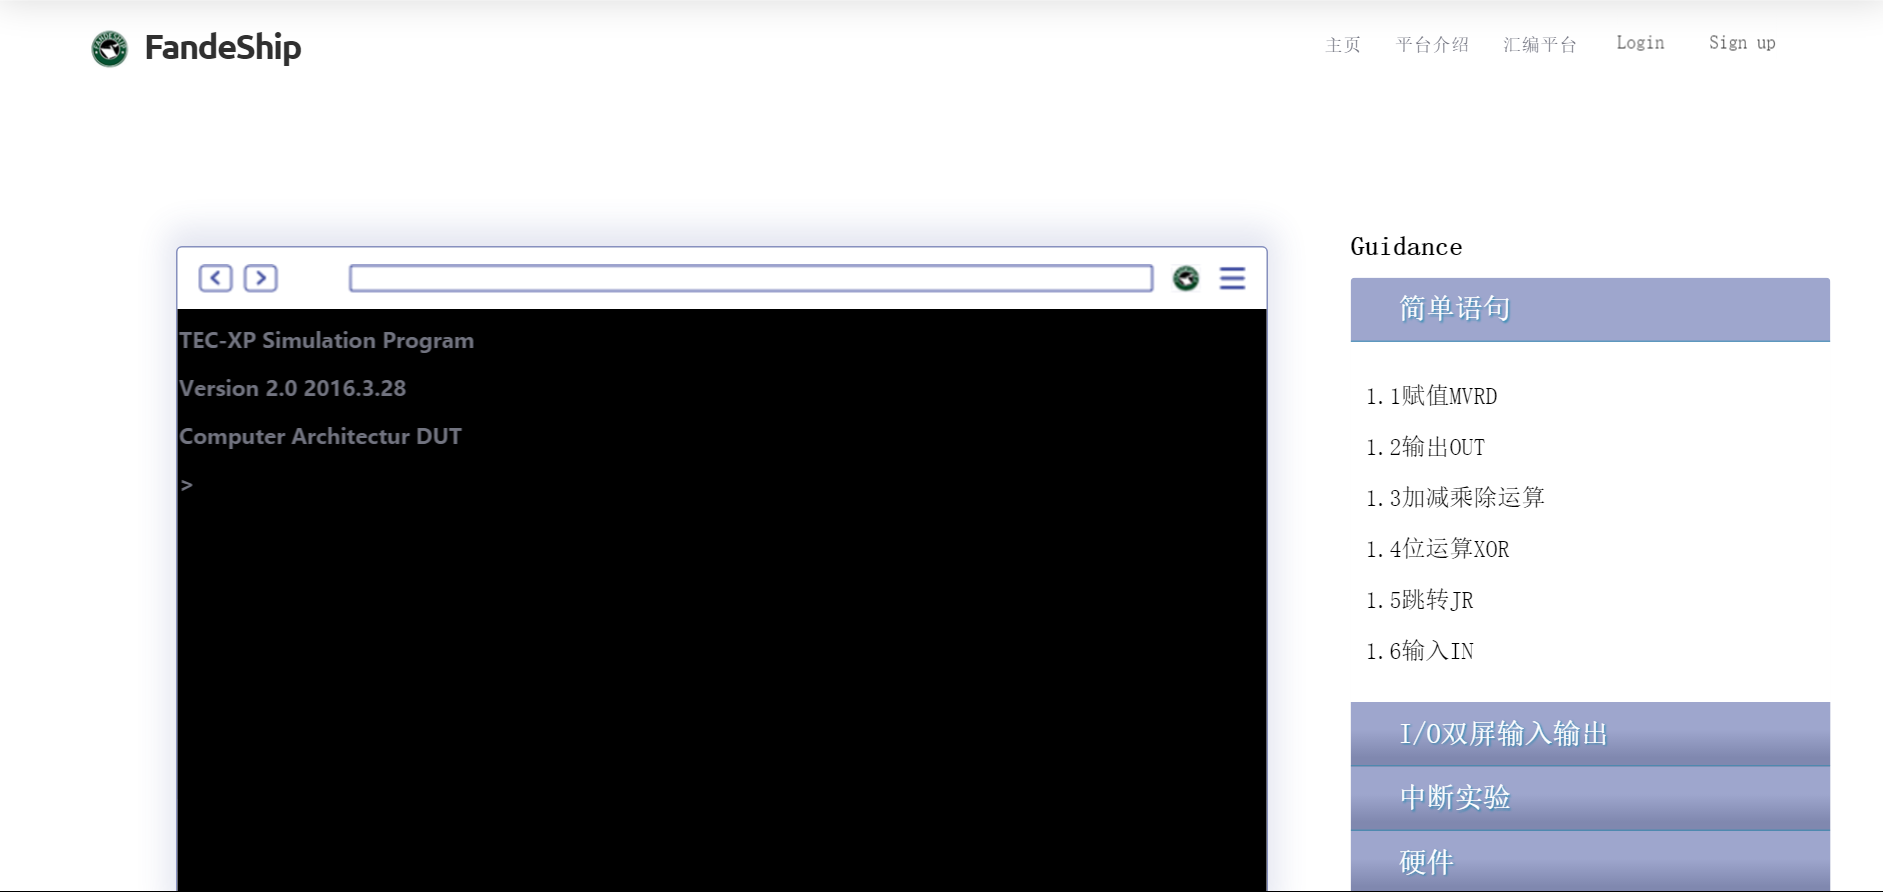 FandeShip
主页 平台介绍 汇编平台 Login Sign up
TEC-XP Simulation Program
Version 2.0 2016.3.28
Computer Architectur DUT
>
Guidance
简单语句
1.1赋值MVRD
1.2输出OUT
1.3加减乘除运算
1.4位运算XOR
1.5跳转JR
1.6输入IN
I/O双屏输入输出
中断实验
硬件